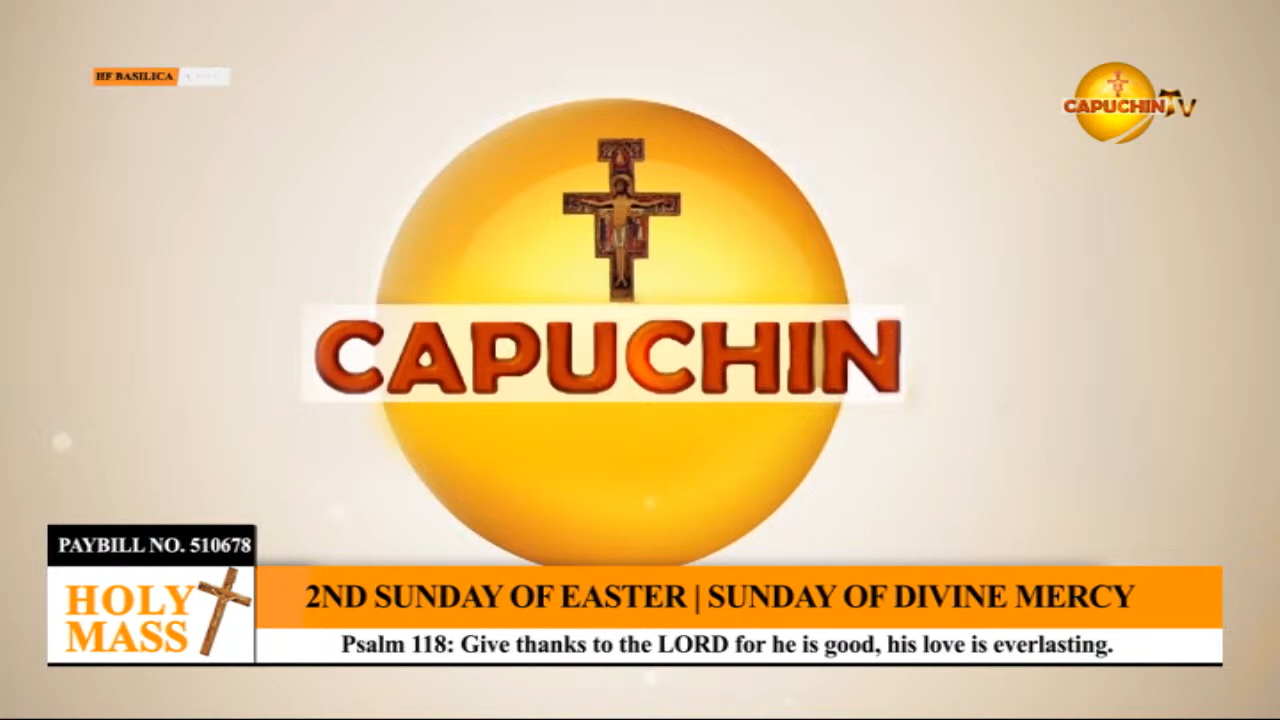 HF BASILICA
CAPUCHIN TV
CAPUCHIN
PAYBILL NO. 510678
HOLY
MASS
2ND SUNDAY OF EASTER | SUNDAY OF DIVINE MERCY
Psalm 118: Give thanks to the LORD for he is good, his love is everlasting.